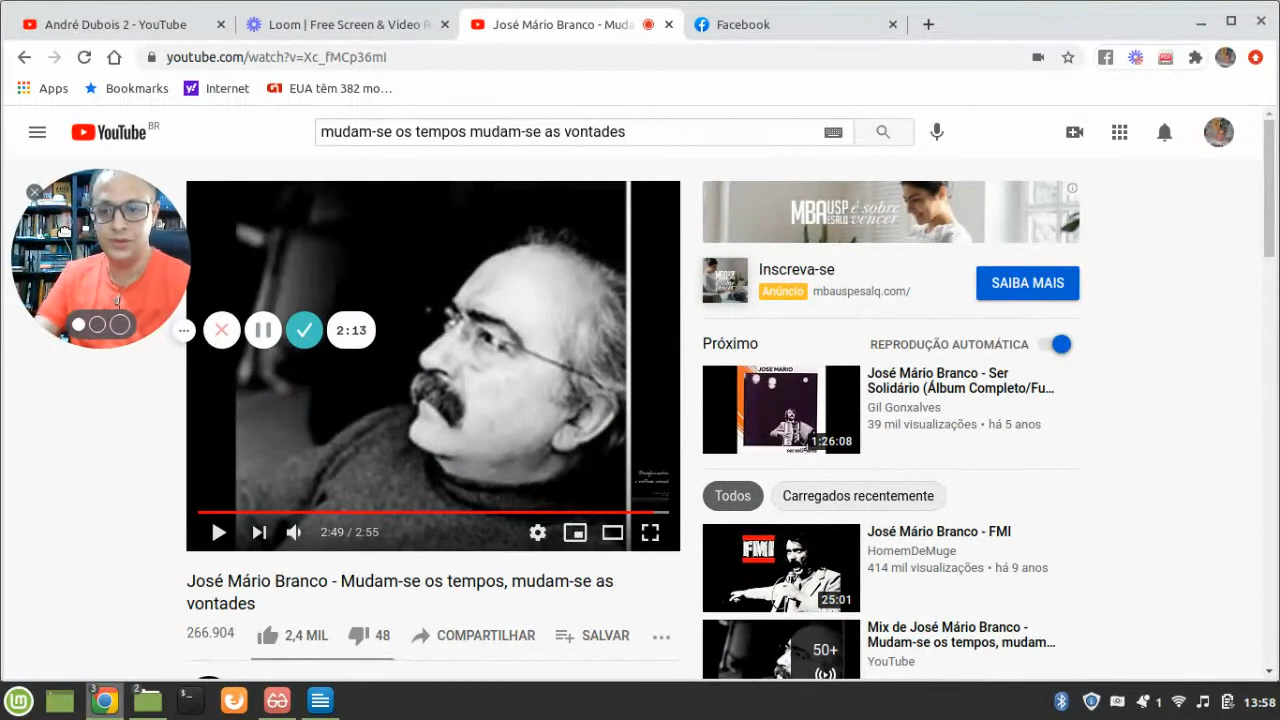 André Dubois 2 - YouTube
Loom | Free Screen & Video R
José Mário Branco - Muda
Facebook
youtube.com/watch?v=Xc_fMCp36mI
Apps
Bookmarks
Internet
EUA têm 382 mo...
YouTube BR
mudam-se os tempos mudam-se as vontades
2:13
2:49 / 2:55
José Mário Branco - Mudam-se os tempos, mudam-se as
vontades
266.904
2,4 MIL
48
COMPARTILHAR
SALVAR
MBA USP ESALQ é sobre vencer
Inscreva-se
Anúncio mbauspesalq.com/
SAIBA MAIS
Próximo
REPRODUÇÃO AUTOMÁTICA
1:26:08
José Mário Branco - Ser
Solidário (Álbum Completo/Fu...
Gil Gonxalves
39 mil visualizações • há 5 anos
Todos
Carregados recentemente
FMI
25:01
José Mário Branco - FMI
HomemDeMuge
414 mil visualizações • há 9 anos
50+
Mix de José Mário Branco -
Mudam-se os tempos, mudam...
YouTube
3
2
1
13:58